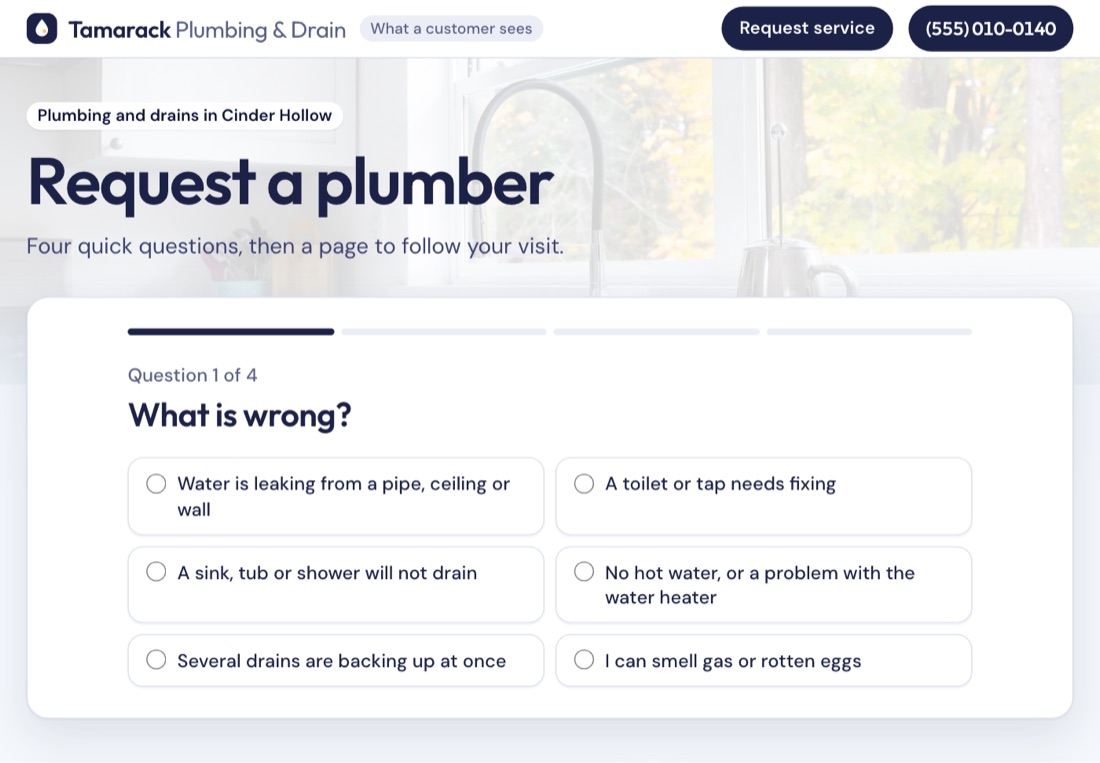 Tamarack Plumbing & Drain
What a customer sees
Request service
(555) 010-0140
Plumbing and drains in Cinder Hollow
Request a plumber
Four quick questions, then a page to follow your visit.
Question 1 of 4
What is wrong?
Water is leaking from a pipe, ceiling or
wall
A toilet or tap needs fixing
A sink, tub or shower will not drain
No hot water, or a problem with the
water heater
Several drains are backing up at once
I can smell gas or rotten eggs